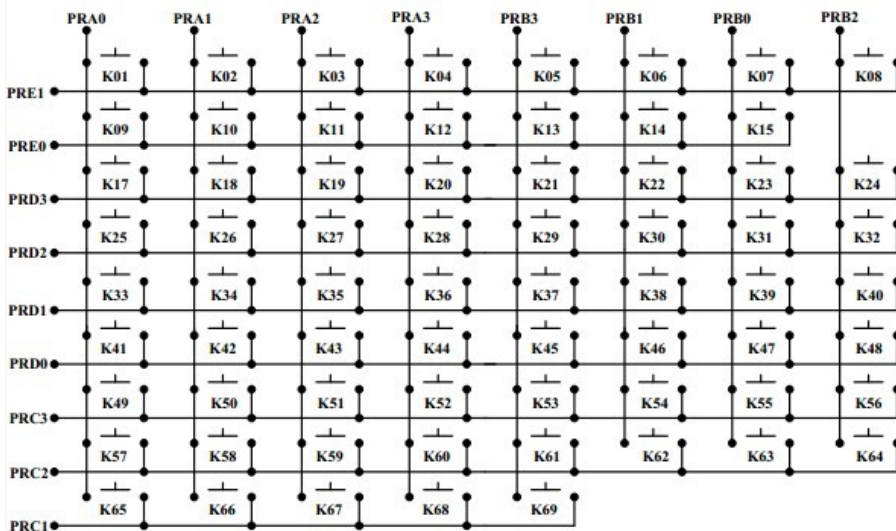 PRA0 PRA1 PRA2 PRA3 PRB3 PRB1 PRB0 PRB2
K01 K02 K03 K04 K05 K06 K07 K08
PRE1
K09 K10 K11 K12 K13 K14 K15
PRE0
K17 K18 K19 K20 K21 K22 K23 K24
PRD3
K25 K26 K27 K28 K29 K30 K31 K32
PRD2
K33 K34 K35 K36 K37 K38 K39 K40
PRD1
K41 K42 K43 K44 K45 K46 K47 K48
PRD0
K49 K50 K51 K52 K53 K54 K55 K56
PRC3
K57 K58 K59 K60 K61 K62 K63 K64
PRC2
K65 K66 K67 K68 K69
PRC1